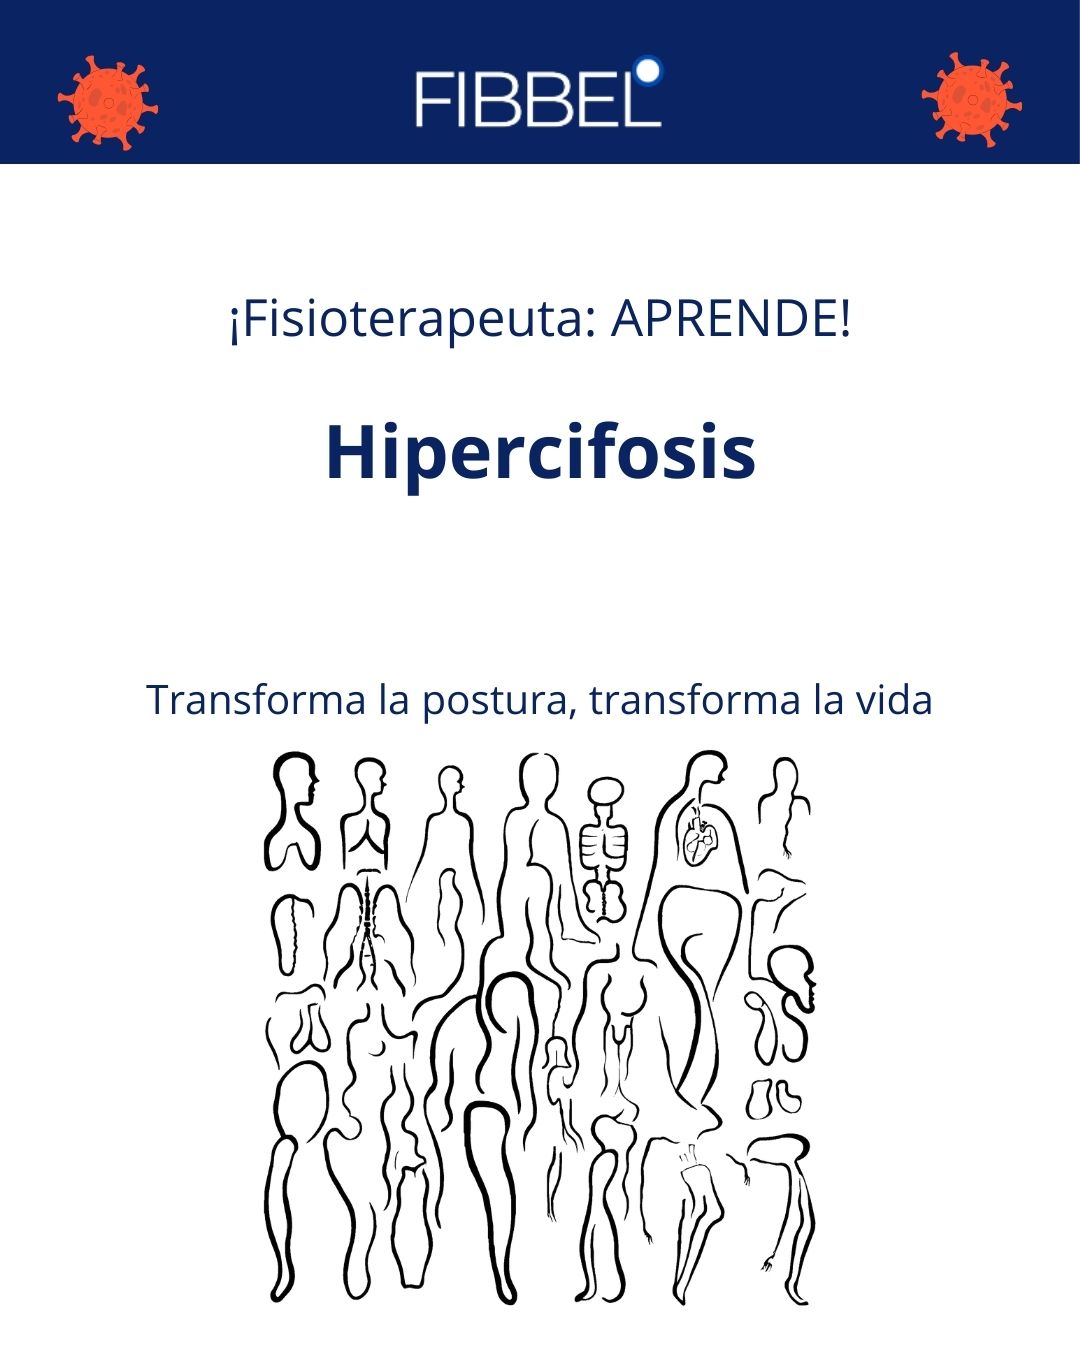 FIBBEL
¡Fisioterapeuta: APRENDE!
Hipercifosis
Transforma la postura, transforma la vida